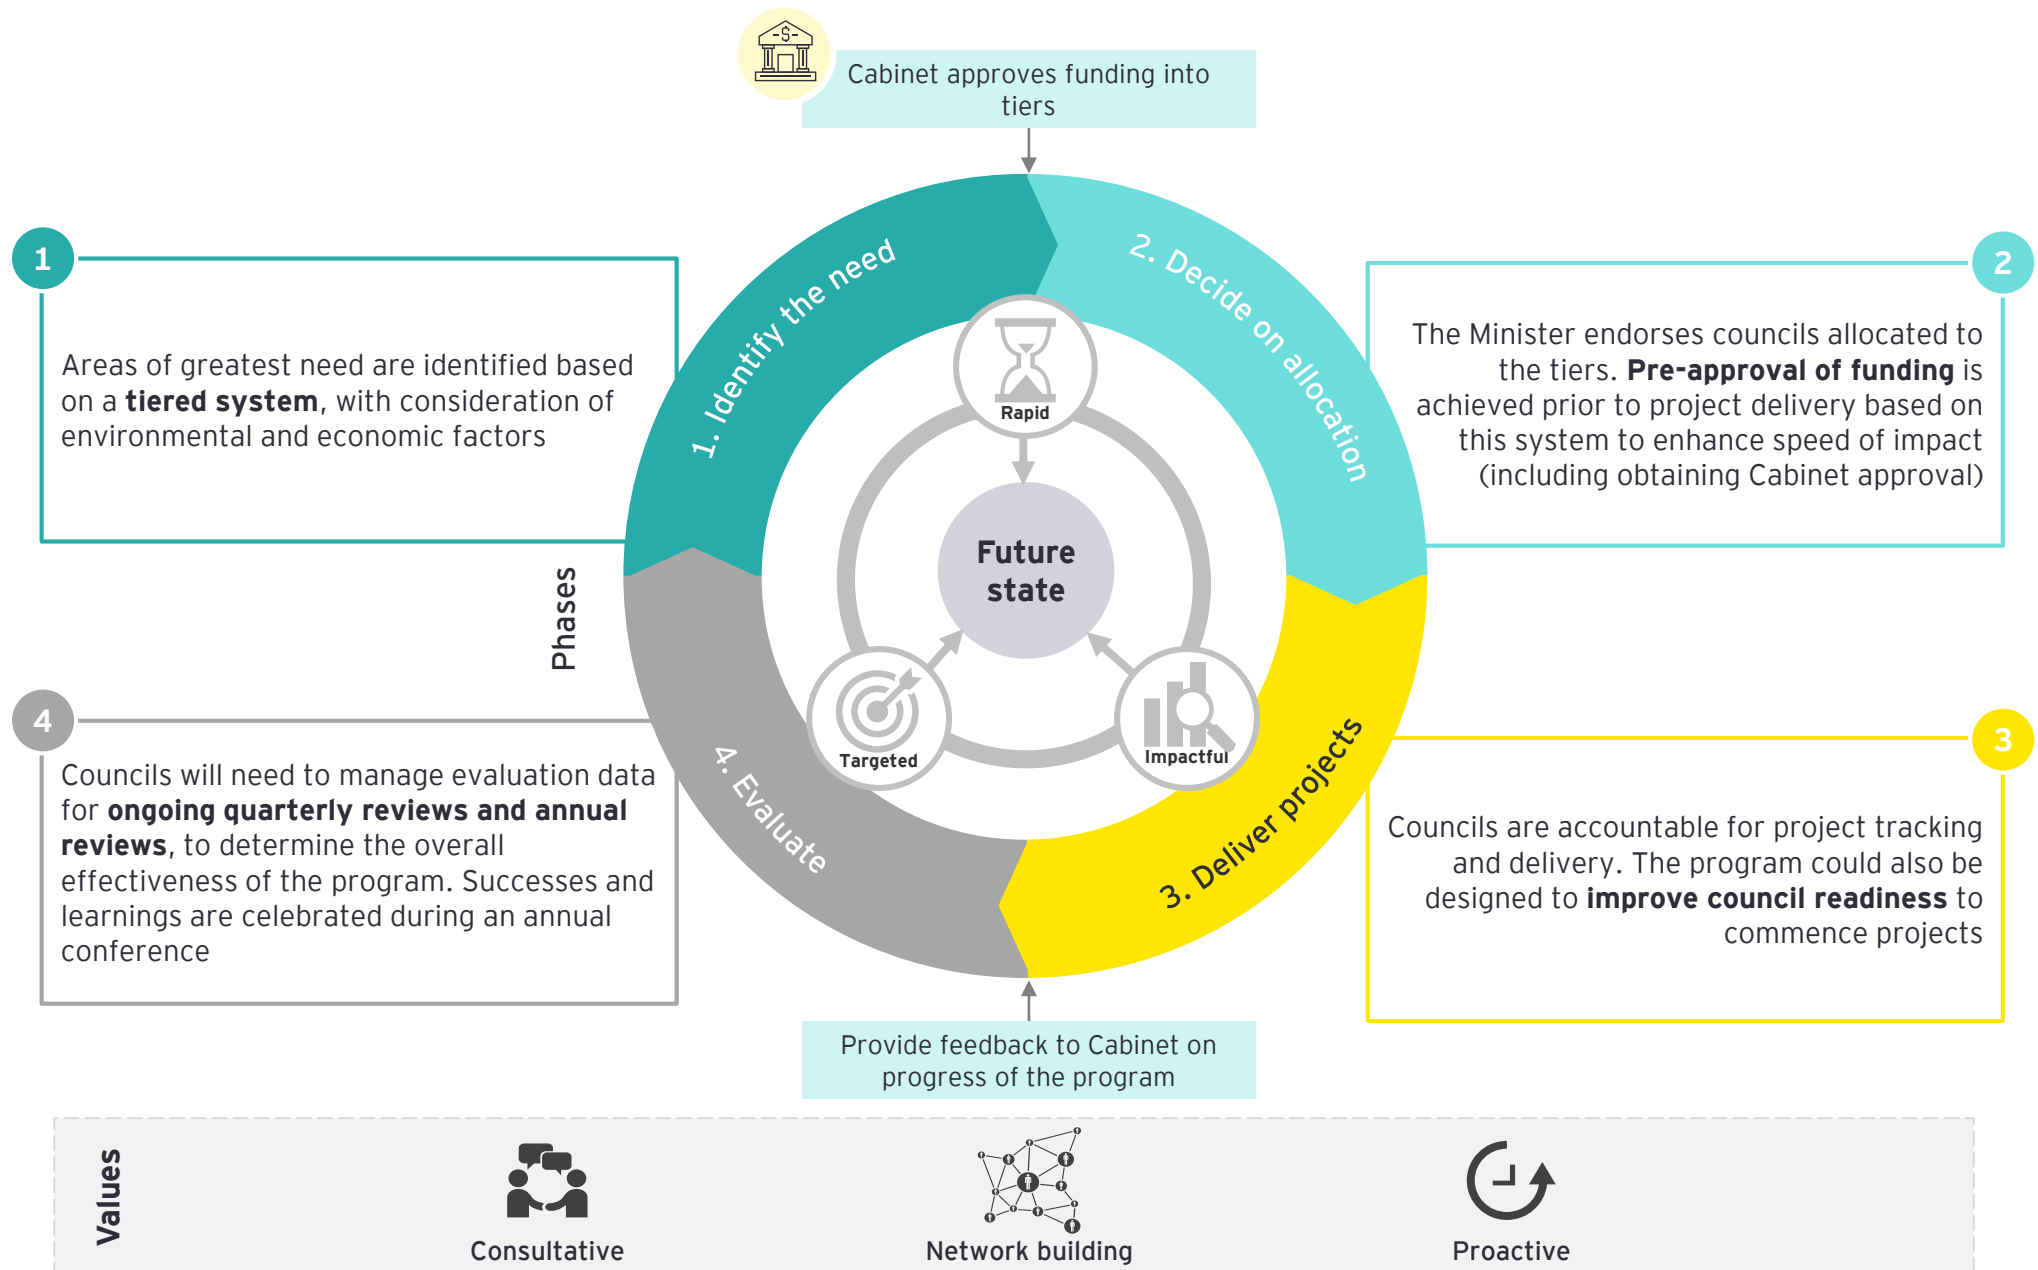 Cabinet approves funding into
tiers
1
Areas of greatest need are identified based
on a tiered system, with consideration of
environmental and economic factors
1. Identify the need
2. Decide on allocation
2
The Minister endorses councils allocated to
the tiers. Pre-approval of funding is
achieved prior to project delivery based on
this system to enhance speed of impact
(including obtaining Cabinet approval)
Rapid
Future
state
Targeted
Impactful
Phases
4
Councils will need to manage evaluation data
for ongoing quarterly reviews and annual
reviews, to determine the overall
effectiveness of the program. Successes and
learnings are celebrated during an annual
conference
4. Evaluate
3. Deliver projects
3
Councils are accountable for project tracking
and delivery. The program could also be
designed to improve council readiness to
commence projects
Provide feedback to Cabinet on
progress of the program
Values
Consultative
Network building
Proactive